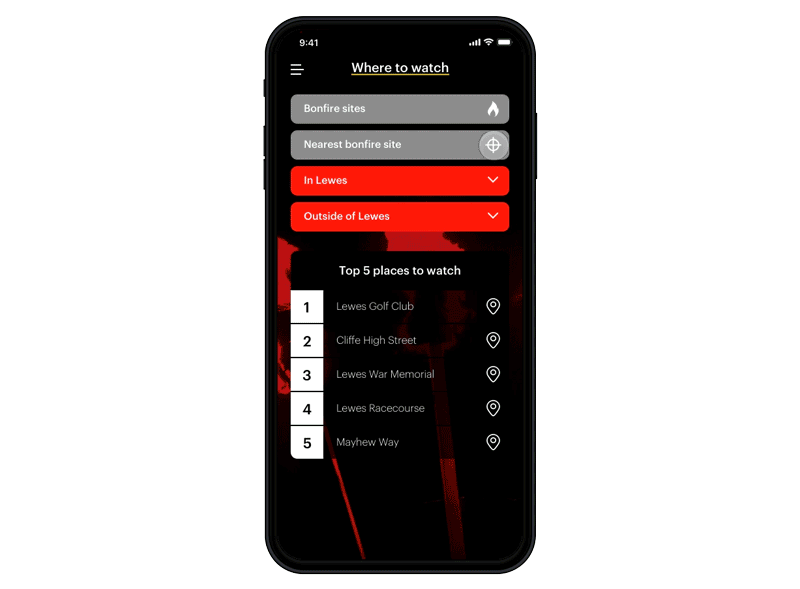 9:41
Where to watch
Bonfire sites
Nearest bonfire site
In Lewes
Outside of Lewes
Top 5 places to watch
1 Lewes Golf Club
2 Cliffe High Street
3 Lewes War Memorial
4 Lewes Racecourse
5 Mayhew Way